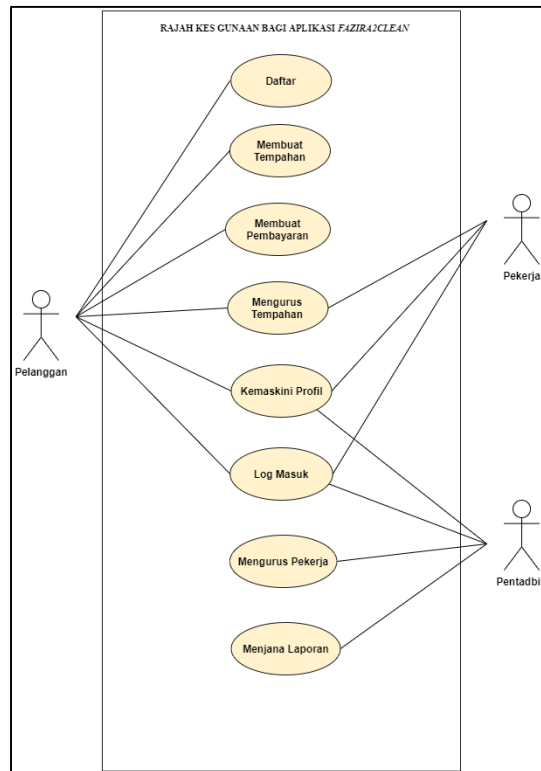 RAJAH KES GUNAAN BAGI APLIKASI FAZIRA2CLEAN
Daftar
Membuat
Tempahan
Membuat
Pembayaran
Mengurus
Tempahan
Kemaskini Profil
Log Masuk
Mengurus Pekerja
Menjana Laporan
Pelanggan
Pekerja
Pentadbi